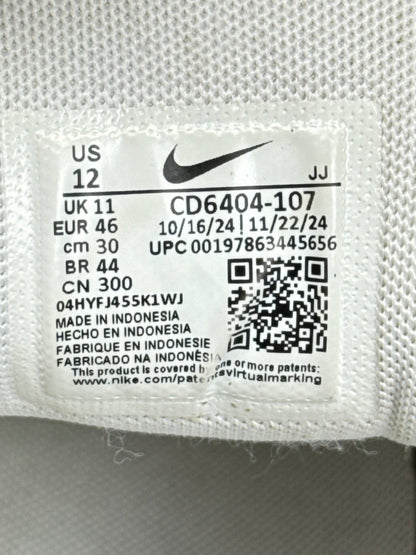 US
12
JJ
UK 11
CD6404-107
EUR 46
10/16/24 | 11/22/24
cm 30
UPC 00197863445656
BR 44
CN 300
04HYFJ455K1WJ
MADE IN INDONESIA
HECHO EN INDONESIA
FABRIQUE EN INDONESIE
FABRICADO NA INDONÉSIA
This product is covered by one or more patents.
www.nike.com/patentsvirtualmarking